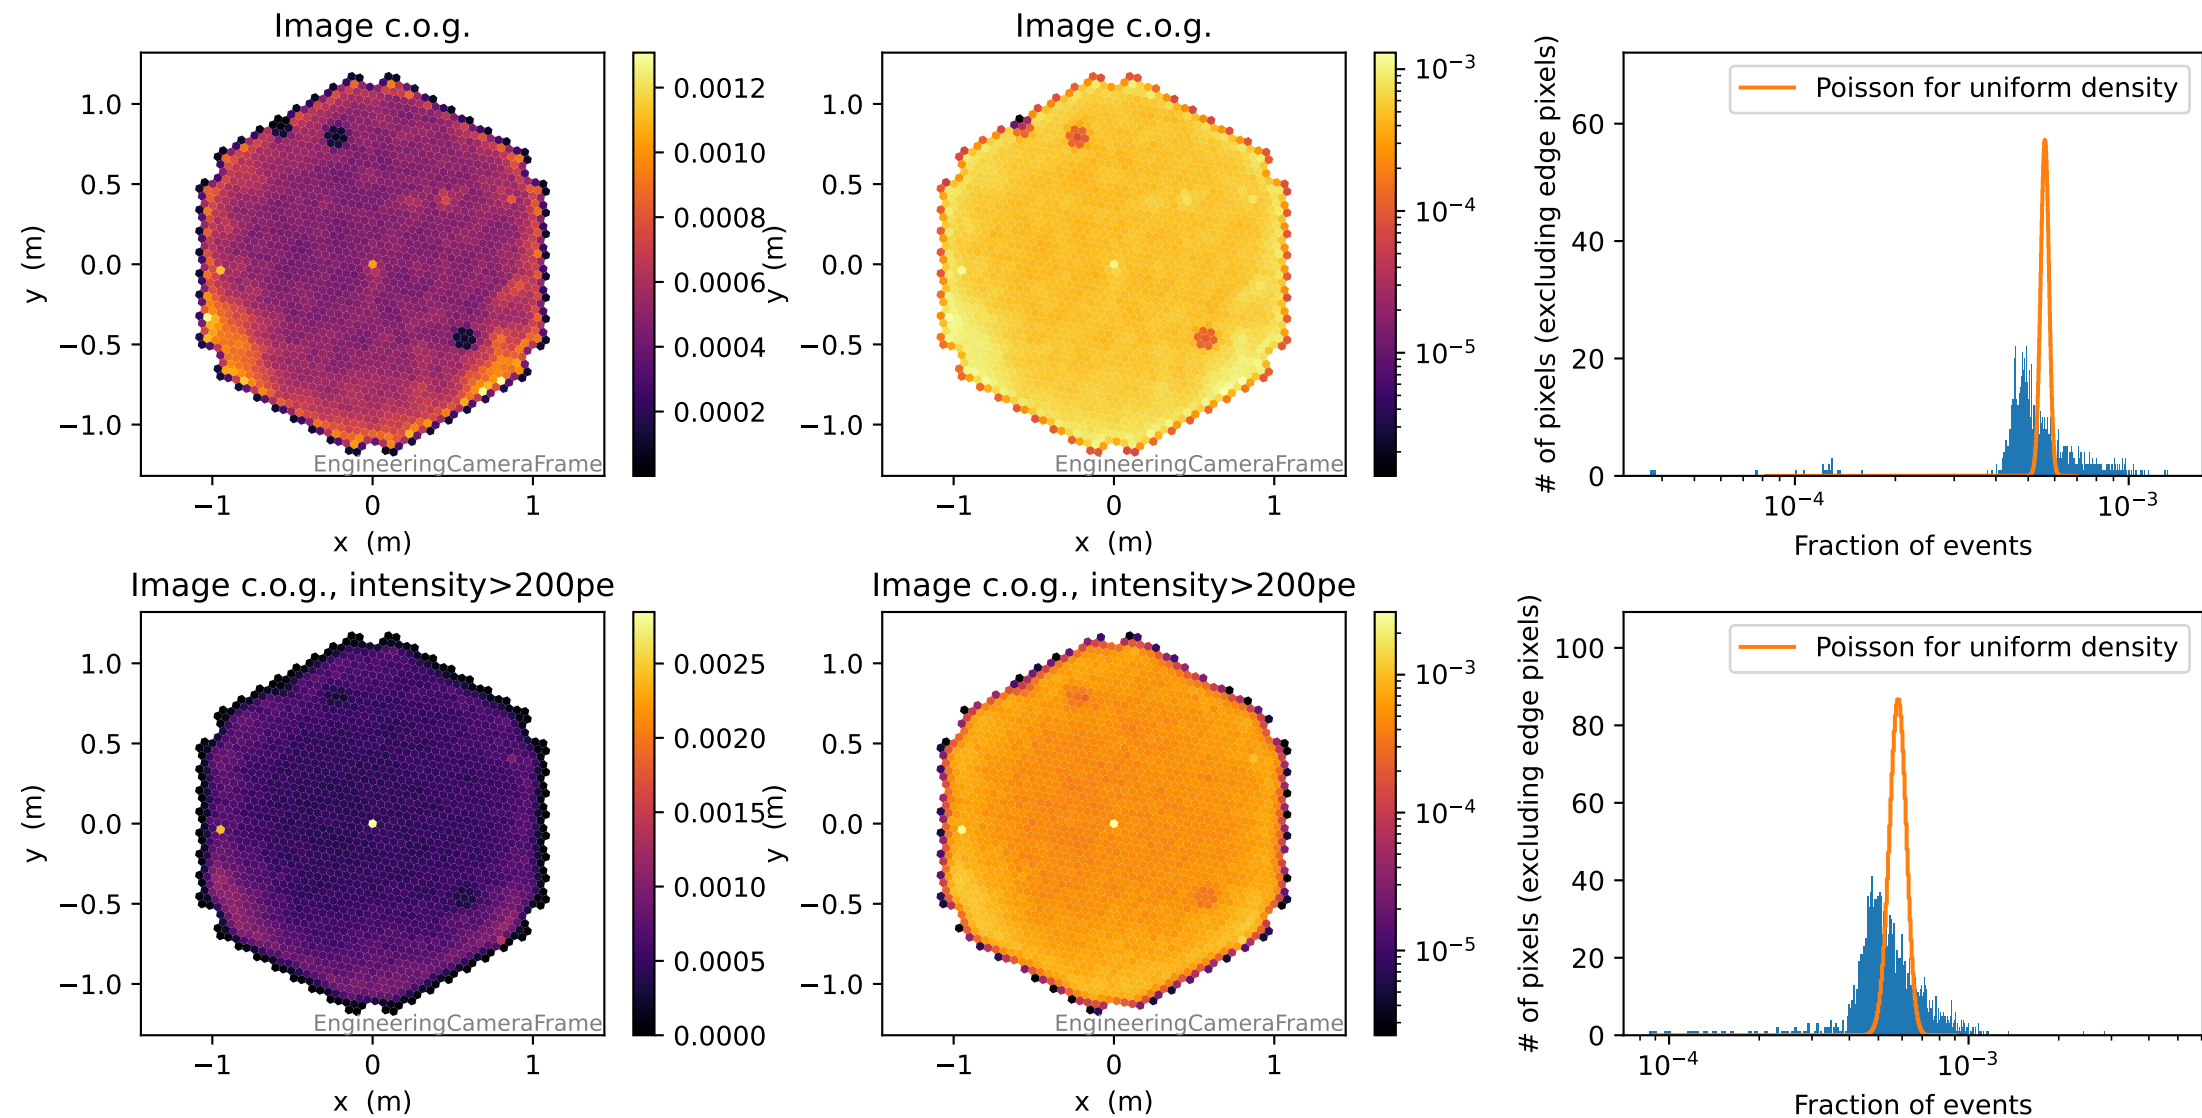 Image c.o.g.
y (m)
1.0
0.5
0.0
−0.5
−1.0
−1
0
1
x (m)
EngineeringCameraFrame
0.0012
0.0010
0.0008
0.0006
0.0004
0.0002
Image c.o.g.
y (m)
1.0
0.5
0.0
−0.5
−1.0
−1
0
1
x (m)
EngineeringCameraFrame
10⁻³
10⁻⁴
10⁻⁵
# of pixels (excluding edge pixels)
60
40
20
0
Poisson for uniform density
10⁻⁴
10⁻³
Fraction of events
Image c.o.g., intensity>200pe
y (m)
1.0
0.5
0.0
−0.5
−1.0
−1
0
1
x (m)
EngineeringCameraFrame
0.0025
0.0020
0.0015
0.0010
0.0005
0.0000
Image c.o.g., intensity>200pe
y (m)
1.0
0.5
0.0
−0.5
−1.0
−1
0
1
x (m)
EngineeringCameraFrame
10⁻³
10⁻⁴
10⁻⁵
# of pixels (excluding edge pixels)
100
80
60
40
20
0
Poisson for uniform density
10⁻⁴
10⁻³
Fraction of events